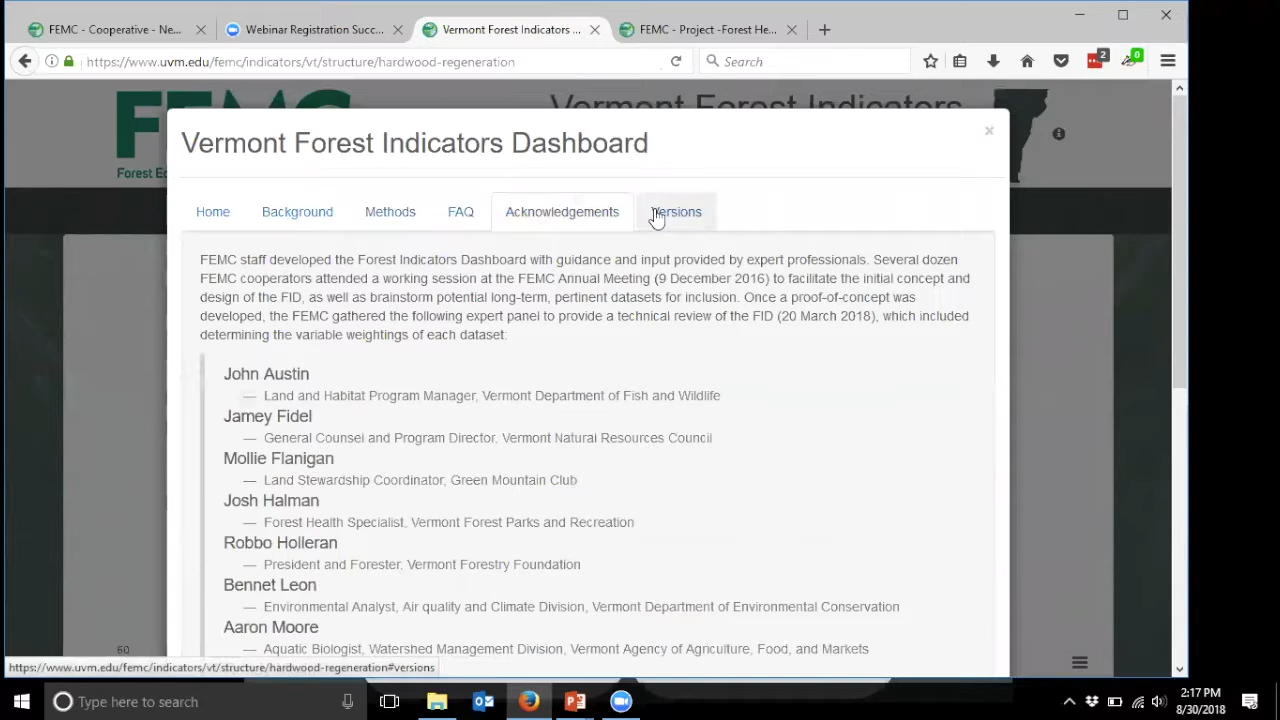 FEMC - Cooperative - Ne...
Webinar Registration Succ...
Vermont Forest Indicators ...
FEMC - Project -Forest He...
https://www.uvm.edu/femc/indicators/vt/structure/hardwood-regeneration
Search
2
0
FEMC
Vermont Forest Indicators
Forest Ec
Vermont Forest Indicators Dashboard
Home
Background
Methods
FAQ
Acknowledgements
Versions
FEMC staff developed the Forest Indicators Dashboard with guidance and input provided by expert professionals. Several dozen
FEMC cooperators attended a working session at the FEMC Annual Meeting (9 December 2016) to facilitate the initial concept and
design of the FID, as well as brainstorm potential long-term, pertinent datasets for inclusion. Once a proof-of-concept was
developed, the FEMC gathered the following expert panel to provide a technical review of the FID (20 March 2018), which included
determining the variable weightings of each dataset:
John Austin
— Land and Habitat Program Manager, Vermont Department of Fish and Wildlife
Jamey Fidel
— General Counsel and Program Director, Vermont Natural Resources Council
Mollie Flanigan
— Land Stewardship Coordinator, Green Mountain Club
Josh Halman
— Forest Health Specialist, Vermont Forest Parks and Recreation
Robbo Holleran
— President and Forester, Vermont Forestry Foundation
Bennet Leon
— Environmental Analyst, Air quality and Climate Division, Vermont Department of Environmental Conservation
Aaron Moore
— Aquatic Biologist, Watershed Management Division, Vermont Agency of Agriculture, Food, and Markets
60
https://www.uvm.edu/femc/indicators/vt/structure/hardwood-regeneration#versions
Type here to search
2:17 PM
8/30/2018